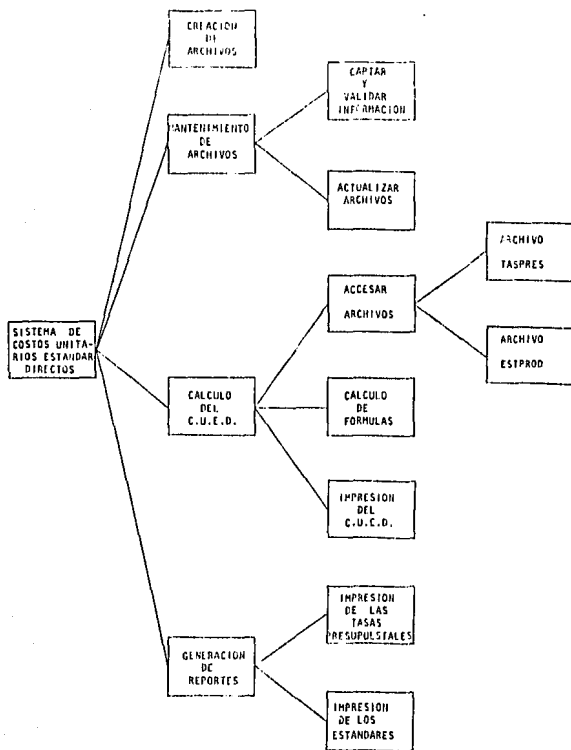 CREACION
DE
ARCHIVOS
CAPTAR
Y
VALIDAR
INFORMACION
MANTENIMIENTO
DE
ARCHIVOS
ACTUALIZAR
ARCHIVOS
ARCHIVO
TASPRES
ACCESAR
ARCHIVOS
ARCHIVO
ESTPROD
SISTEMA DE
COSTOS UNITA-
RIOS ESTANDAR
DIRECTOS
CALCULO
DEL
C.U.E.D.
CALCULO
DE
FORMULAS
IMPRESION
DEL
C.U.E.D.
IMPRESION
DE LAS
TASAS
PRESUPUESTALES
GENERACION
DE
REPORTES
IMPRESION
DE LOS
ESTANDARES